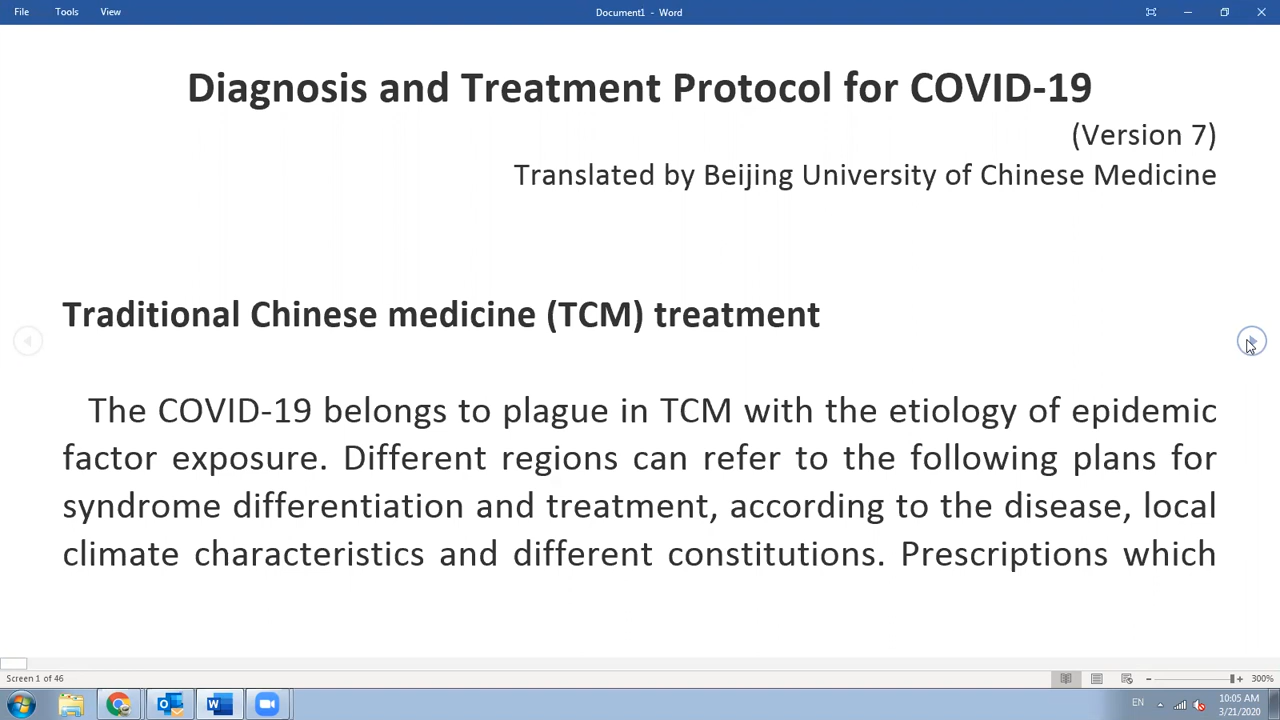 File Tools View Document1 - Word
Diagnosis and Treatment Protocol for COVID-19
(Version 7)
Translated by Beijing University of Chinese Medicine
Traditional Chinese medicine (TCM) treatment
The COVID-19 belongs to plague in TCM with the etiology of epidemic
factor exposure. Different regions can refer to the following plans for
syndrome differentiation and treatment, according to the disease, local
climate characteristics and different constitutions. Prescriptions which
Screen 1 of 46 300%
EN 10:05 AM
3/21/2020